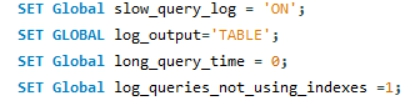 SET Global slow_query_log = 'ON';
SET GLOBAL log_output='TABLE';
SET Global long_query_time = 0;
SET Global log_queries_not_using_indexes =1;